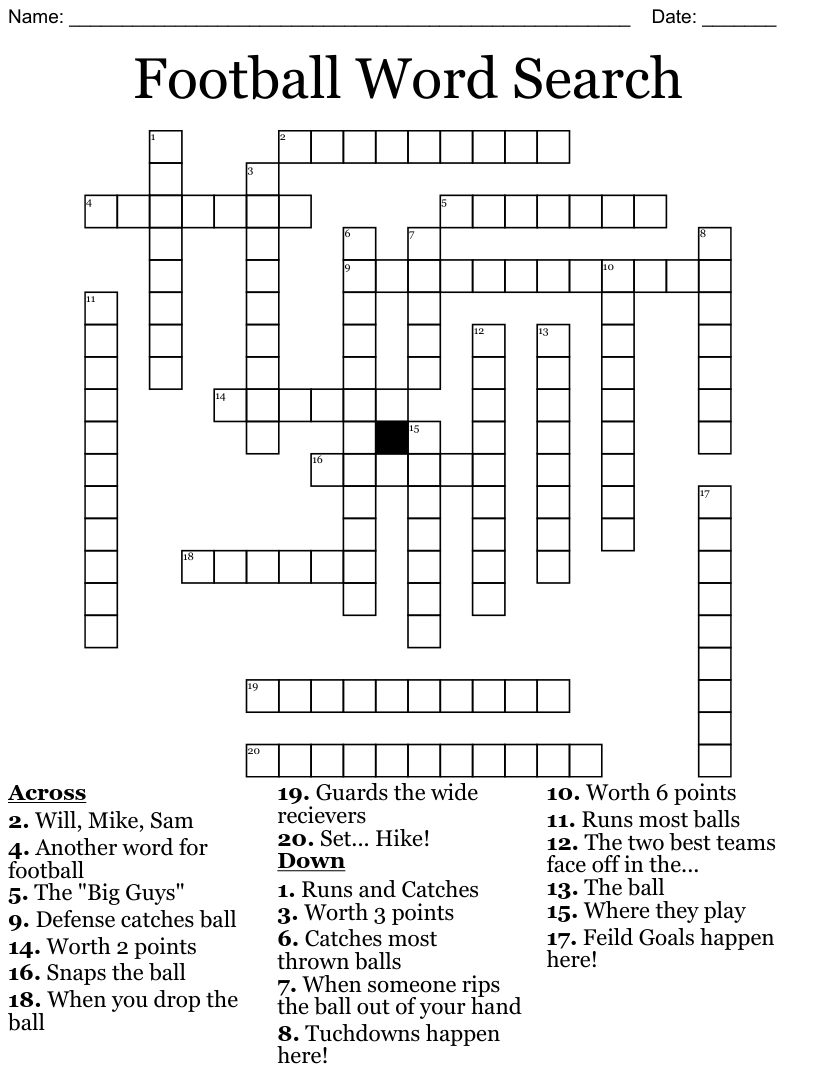 Name: ______________________________________________________ Date: _______
Football Word Search
1
2
3
4
5
6
7
8
9
10
11
12
13
14
15
16
17
18
19
20
Across
2. Will, Mike, Sam
4. Another word for
football
5. The "Big Guys"
9. Defense catches ball
14. Worth 2 points
16. Snaps the ball
18. When you drop the
ball
19. Guards the wide
recievers
20. Set... Hike!
Down
1. Runs and Catches
3. Worth 3 points
6. Catches most
thrown balls
7. When someone rips
the ball out of your hand
8. Tuchdowns happen
here!
10. Worth 6 points
11. Runs most balls
12. The two best teams
face off in the...
13. The ball
15. Where they play
17. Feild Goals happen
here!